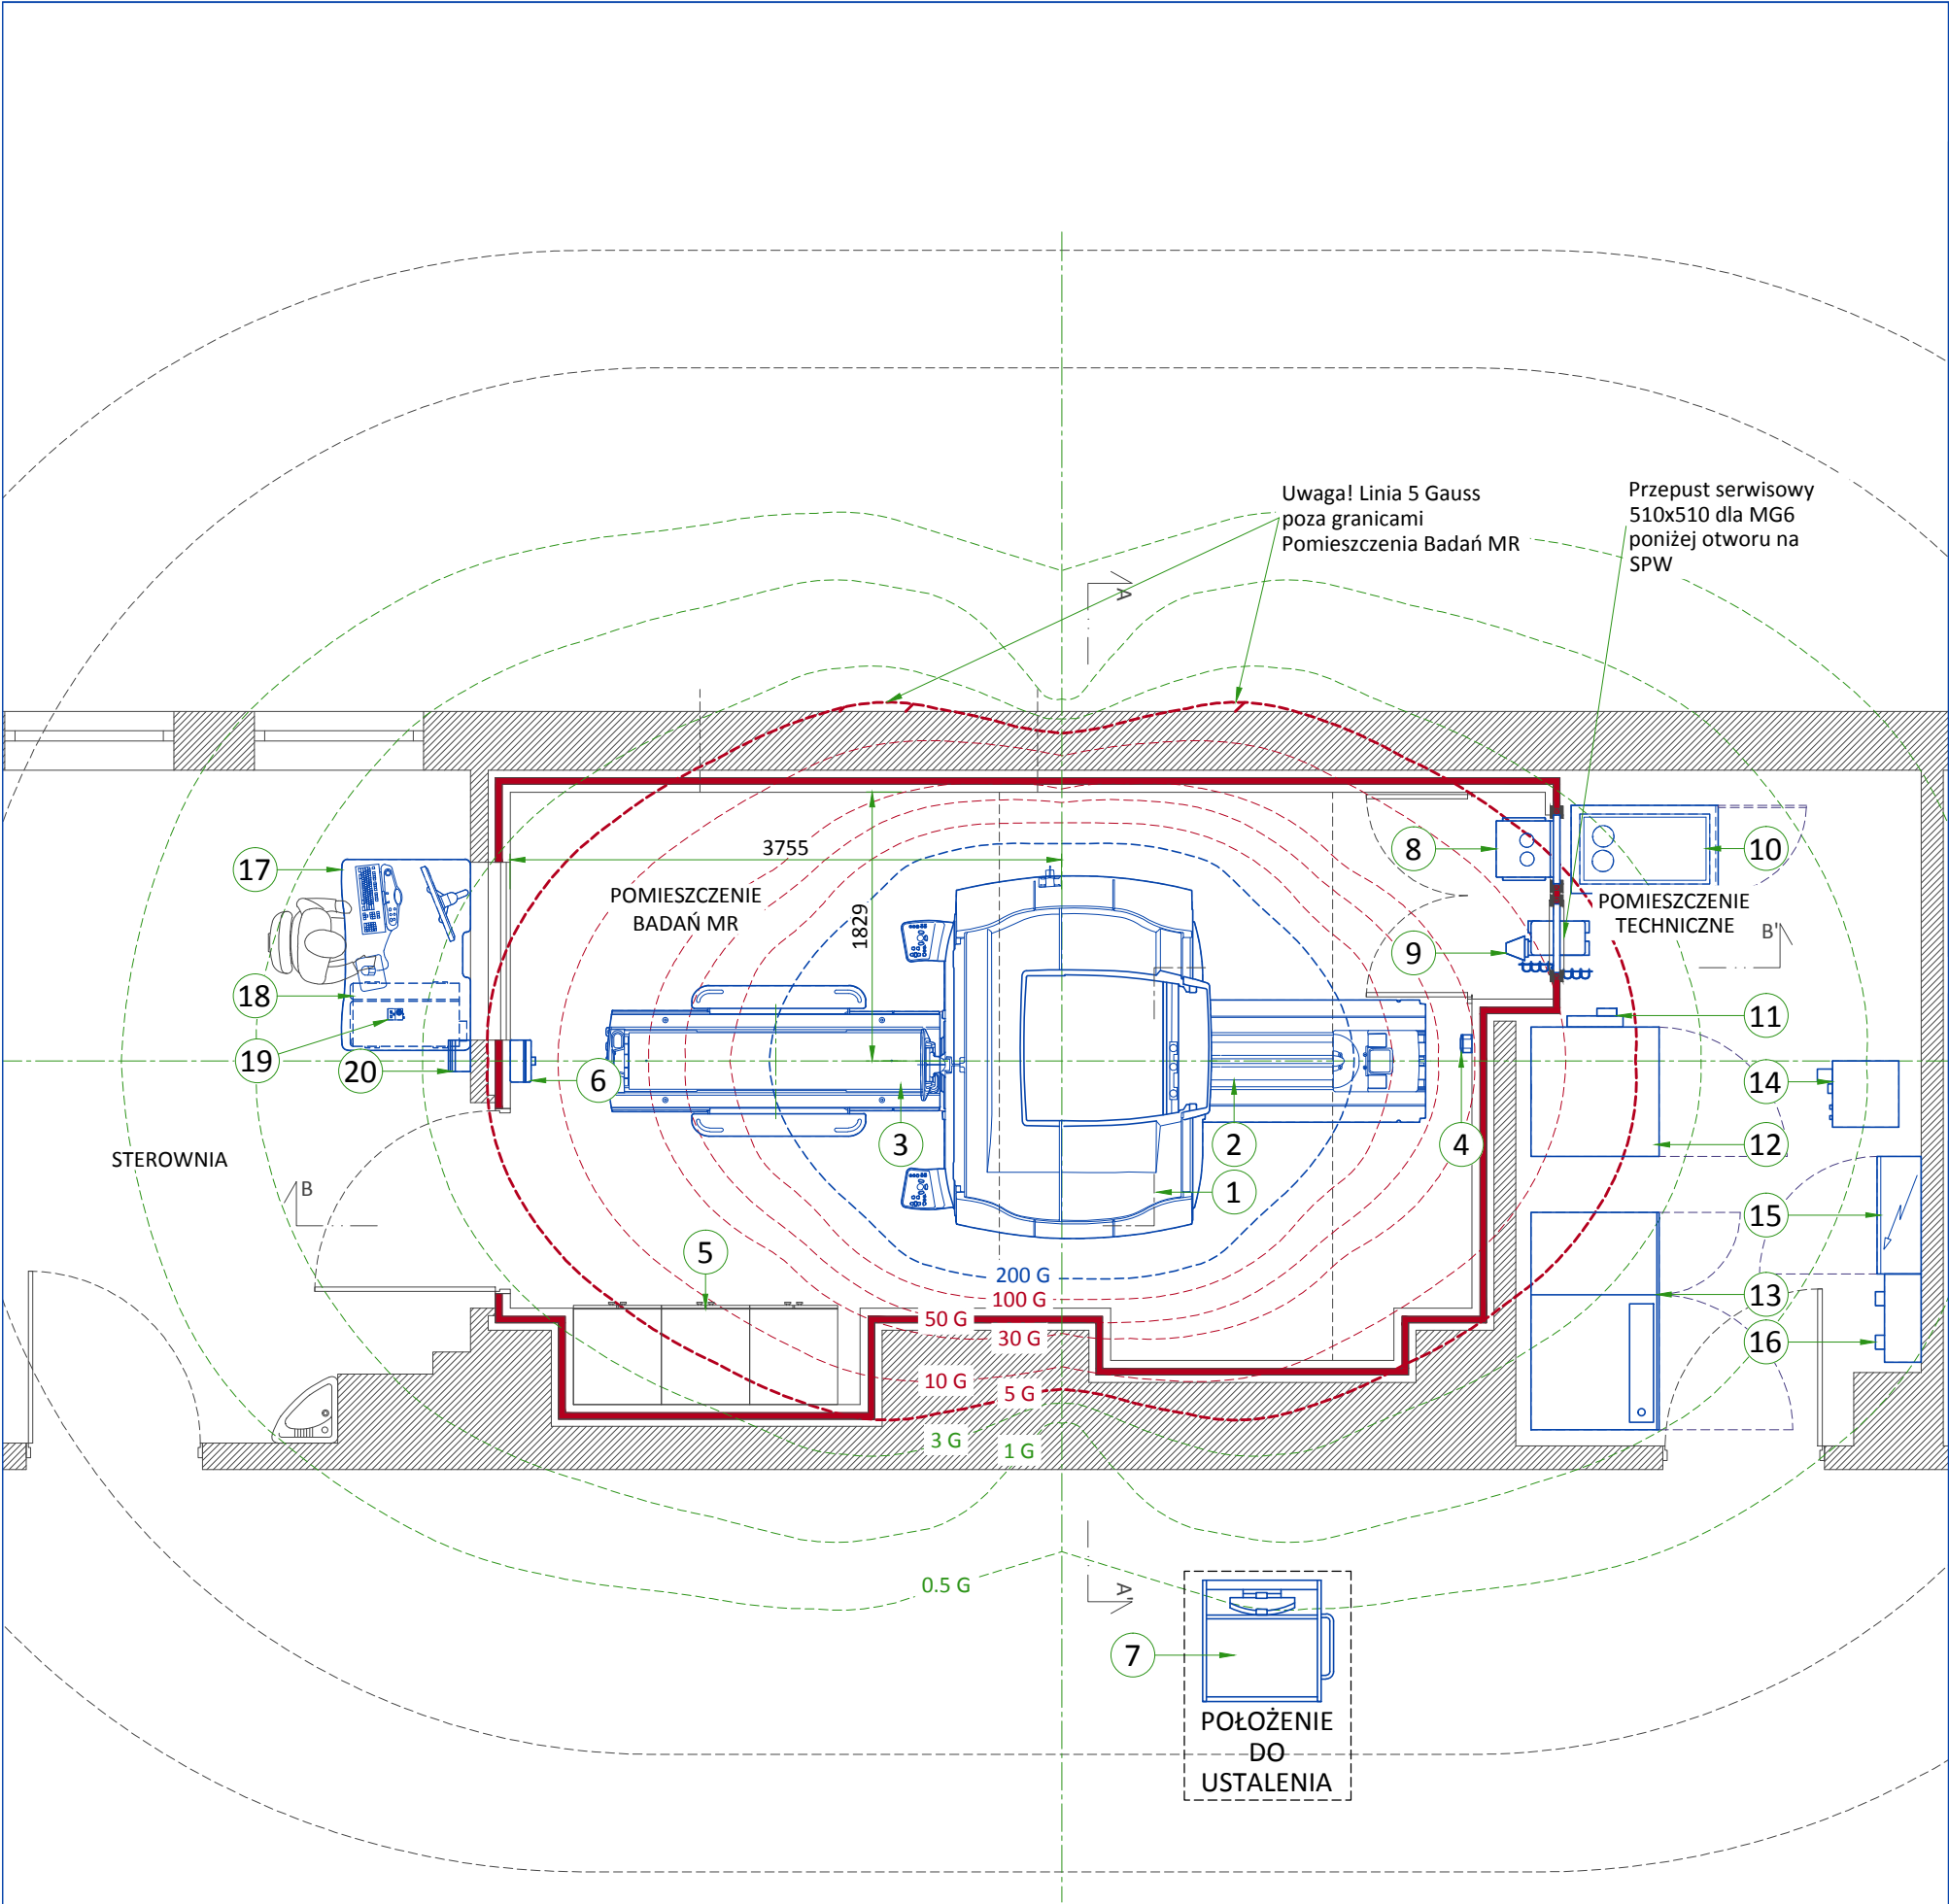 Uwaga! Linia 5 Gauss
poza granicami
Pomieszczenia Badań MR
Przepust serwisowy
510x510 dla MG6
poniżej otworu na
SPW
A
3755
1829
POMIESZCZENIE
BADAŃ MR
17
18
19
20
6
8
9
10
POMIESZCZENIE
TECHNICZNE
B'
11
14
12
15
13
16
3
2
4
1
5
STEROWNIA
B
200 G
100 G
50 G
30 G
10 G
5 G
3 G
1 G
0.5 G
A'
7
POŁOŻENIE
DO
USTALENIA